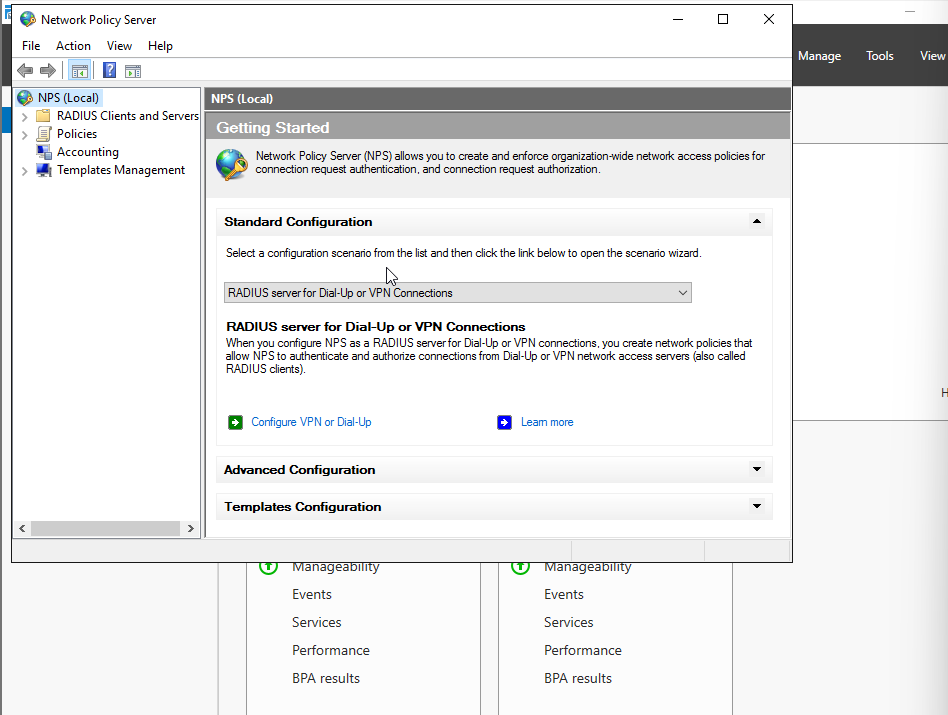 Network Policy Server
File Action View Help
Manage Tools View
NPS (Local)
RADIUS Clients and Servers
Policies
Accounting
Templates Management
NPS (Local)
Getting Started
Network Policy Server (NPS) allows you to create and enforce organization-wide network access policies for
connection request authentication, and connection request authorization.
Standard Configuration
Select a configuration scenario from the list and then click the link below to open the scenario wizard.
RADIUS server for Dial-Up or VPN Connections
RADIUS server for Dial-Up or VPN Connections
When you configure NPS as a RADIUS server for Dial-Up or VPN connections, you create network policies that
allow NPS to authenticate and authorize connections from Dial-Up or VPN network access servers (also called
RADIUS clients).
Configure VPN or Dial-Up
Learn more
Advanced Configuration
Templates Configuration
H
Manageability
Events
Services
Performance
BPA results
Manageability
Events
Services
Performance
BPA results